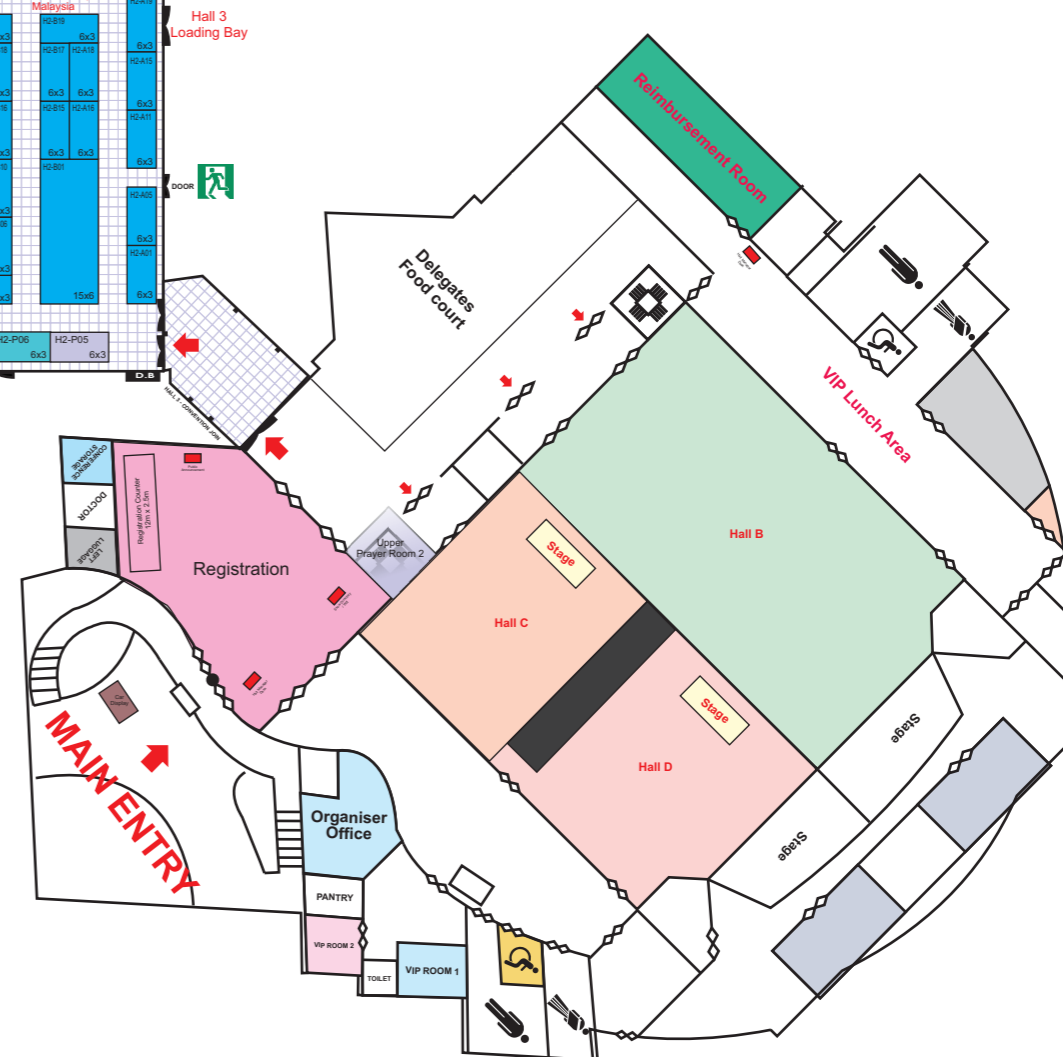 Malaysia
Hall 3
Loading Bay
H2-B19
6x3
H2-A19
6x3
H2-B17
6x3
H2-A18
6x3
H2-A15
6x3
H2-B15
6x3
H2-A16
6x3
H2-A11
6x3
H2-B01
15x6
DOOR
H2-A05
6x3
H2-A01
6x3
H2-P06
6x3
H2-P05
6x3
D.B
Reimbursement Room
Delegates
Food court
VIP Lunch Area
CONFERENCE
STORAGE
DOCTOR
LEFT
LUGGAGE
Registration Counter
12m x 2.5m
Registration
Upper
Prayer Room 2
Stage
Hall B
Hall C
Stage
Hall D
Stage
Stage
Car
Display
MAIN ENTRY
Organiser
Office
PANTRY
VIP ROOM 2
TOILET
VIP ROOM 1